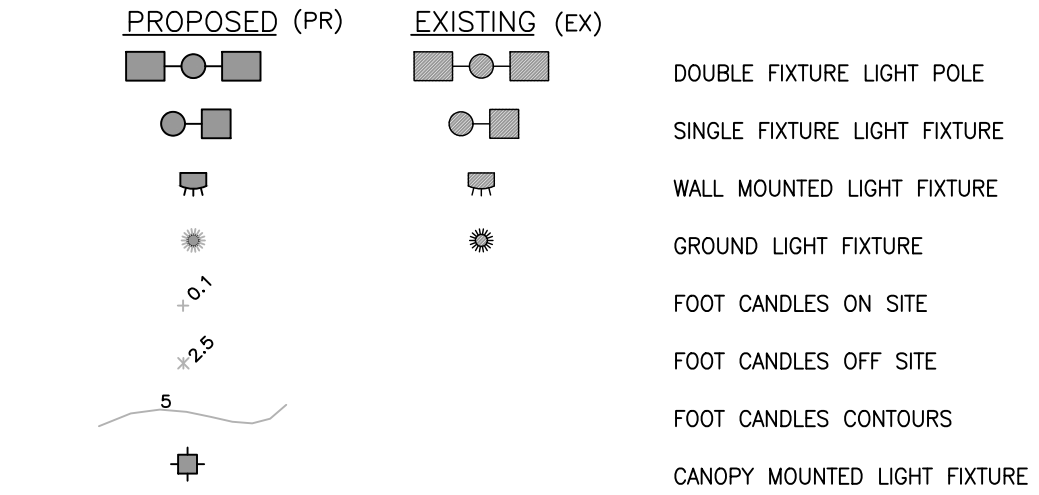 PROPOSED (PR) EXISTING (EX)
DOUBLE FIXTURE LIGHT POLE
SINGLE FIXTURE LIGHT FIXTURE
WALL MOUNTED LIGHT FIXTURE
GROUND LIGHT FIXTURE
0.1 FOOT CANDLES ON SITE
2.5 FOOT CANDLES OFF SITE
5 FOOT CANDLES CONTOURS
CANOPY MOUNTED LIGHT FIXTURE